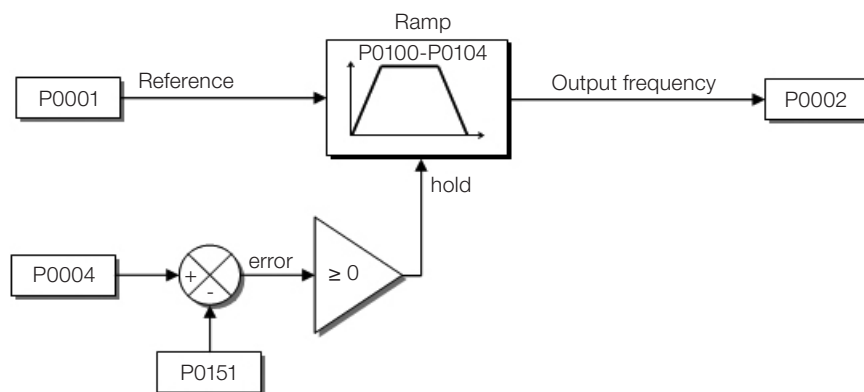 Ramp
P0100-P0104
P0001
Reference
Output frequency
P0002
hold
P0004
+
-
error
≥ 0
P0151